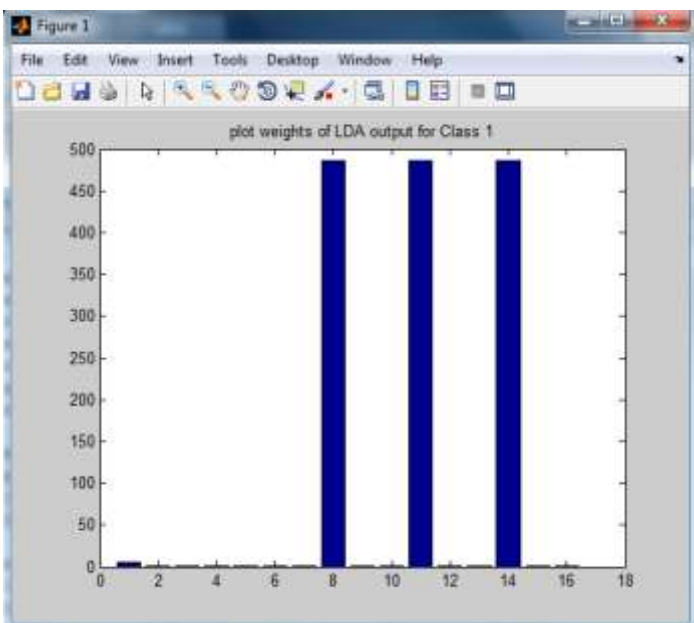 Figure 1
File Edit View Insert Tools Desktop Window Help
plot weights of LDA output for Class 1
500
450
400
350
300
250
200
150
100
50
0
0 2 4 6 8 10 12 14 16 18